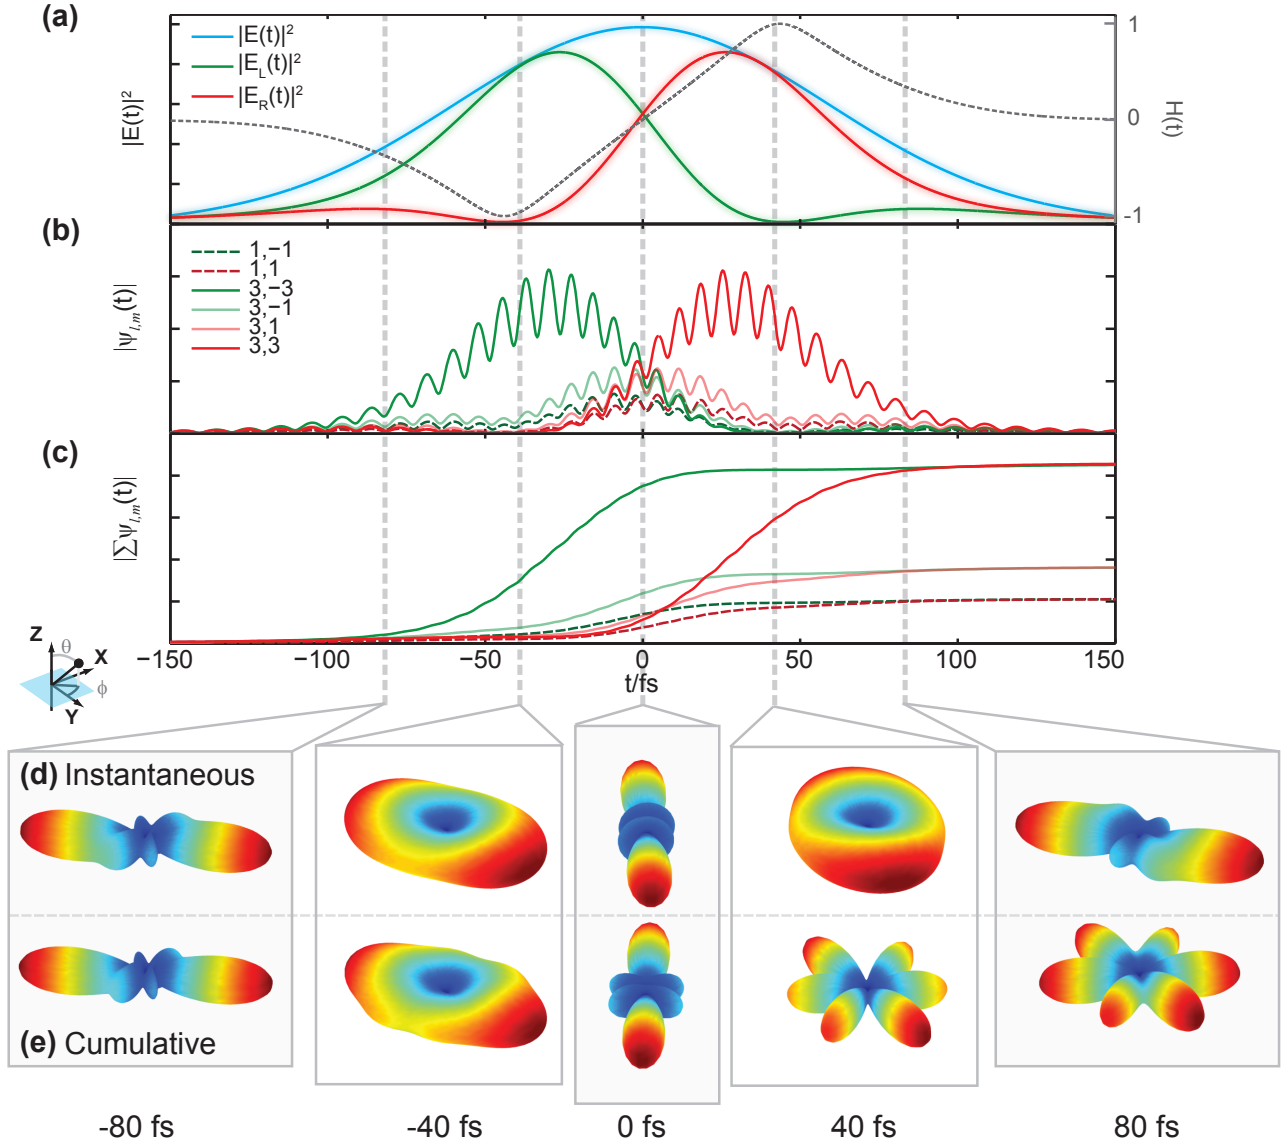 (a)
|E(t)|²
|E_L(t)|²
|E_R(t)|²
|E(t)|²
1
0
-1
H(t)
(b)
1,−1
1,1
3,−3
3,−1
3,1
3,3
|ψ_{l,m}(t)|
(c)
|∑ψ_{l,m}(t)|
−150
−100
−50
0
50
100
150
t/fs
Z
θ
X
ϕ
Y
(d) Instantaneous
(e) Cumulative
-80 fs
-40 fs
0 fs
40 fs
80 fs